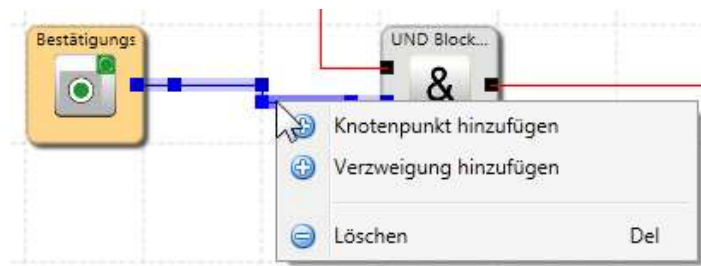 Bestätigungs
UND Block...
&
Knotenpunkt hinzufügen
Verzweigung hinzufügen
Löschen Del